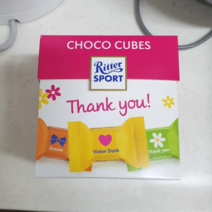 CHOCO CUBES
Ritter
SPORT
Thank you!
Vielen Dank
Thank you